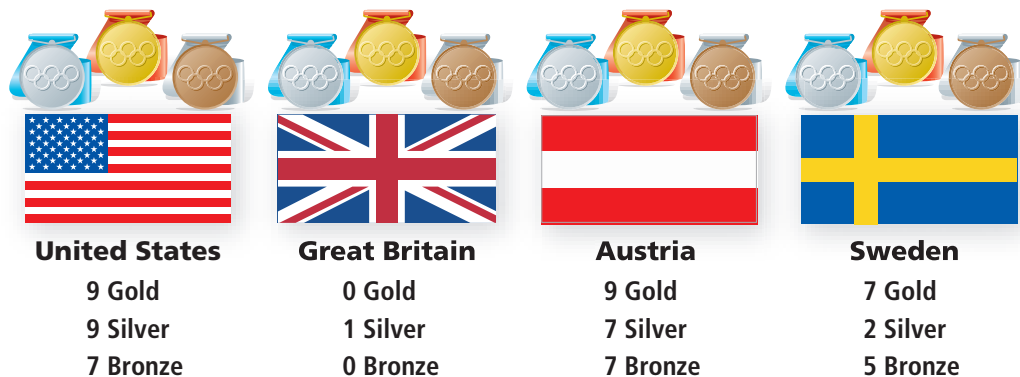 United States
9 Gold
9 Silver
7 Bronze
Great Britain
0 Gold
1 Silver
0 Bronze
Austria
9 Gold
7 Silver
7 Bronze
Sweden
7 Gold
2 Silver
5 Bronze